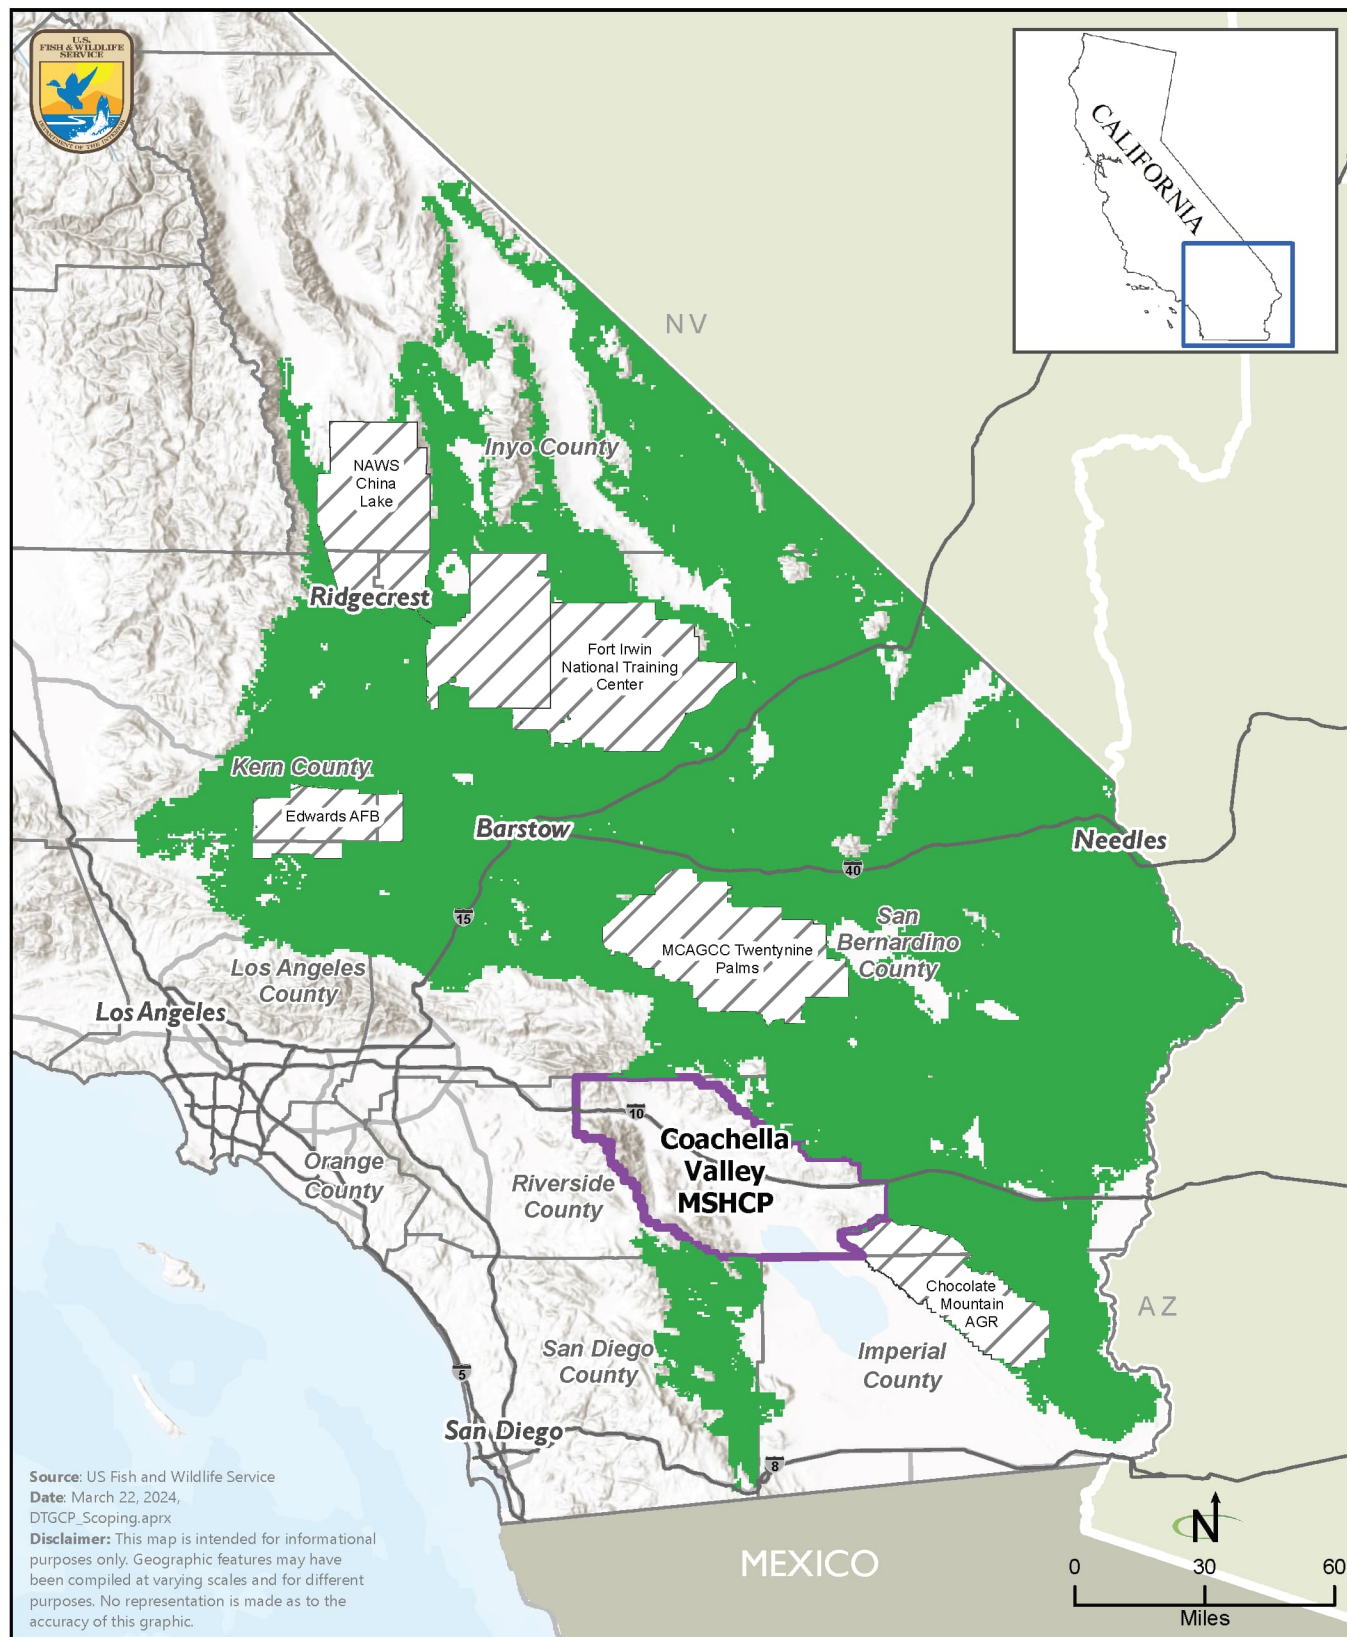 U.S.
FISH & WILDLIFE
SERVICE
DEPARTMENT OF THE INTERIOR
CALIFORNIA
NV
Inyo County
NAWS
China
Lake
Ridgecrest
Fort Irwin
National Training
Center
Kern County
Edwards AFB
Barstow
Needles
40
15
San
Bernardino
County
MCAGCC Twentynine
Palms
Los Angeles
County
Los Angeles
10
Coachella
Valley
MSHCP
Orange
County
Riverside
County
Chocolate
Mountain
AGR
AZ
San Diego
County
Imperial
County
5
San Diego
8
Source: US Fish and Wildlife Service
Date: March 22, 2024,
DTGCP_Scoping.aprx
Disclaimer: This map is intended for informational
purposes only. Geographic features may have
been compiled at varying scales and for different
purposes. No representation is made as to the
accuracy of this graphic.
MEXICO
N
0 30 60
Miles